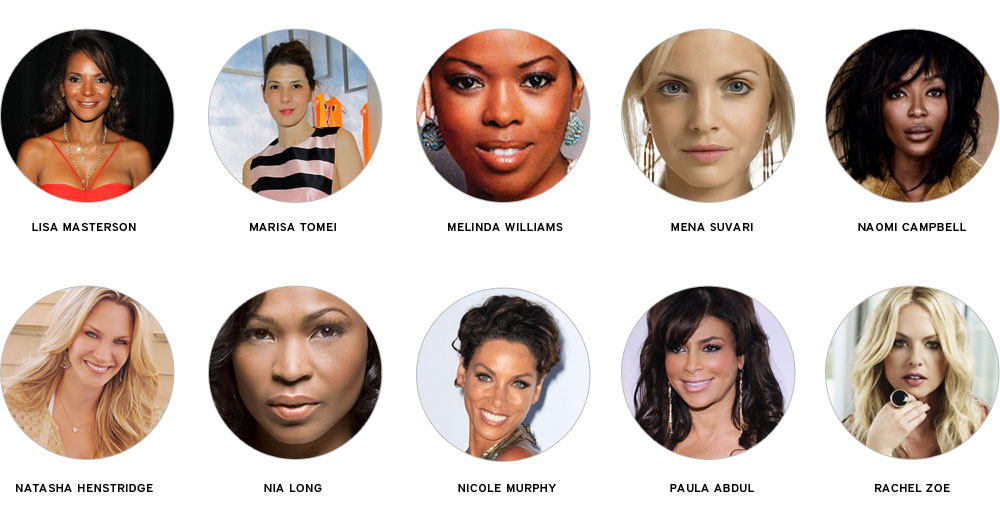 LISA MASTERSON
MARISA TOMEI
MELINDA WILLIAMS
MENA SUVARI
NAOMI CAMPBELL
NATASHA HENSTRIDGE
NIA LONG
NICOLE MURPHY
PAULA ABDUL
RACHEL ZOE